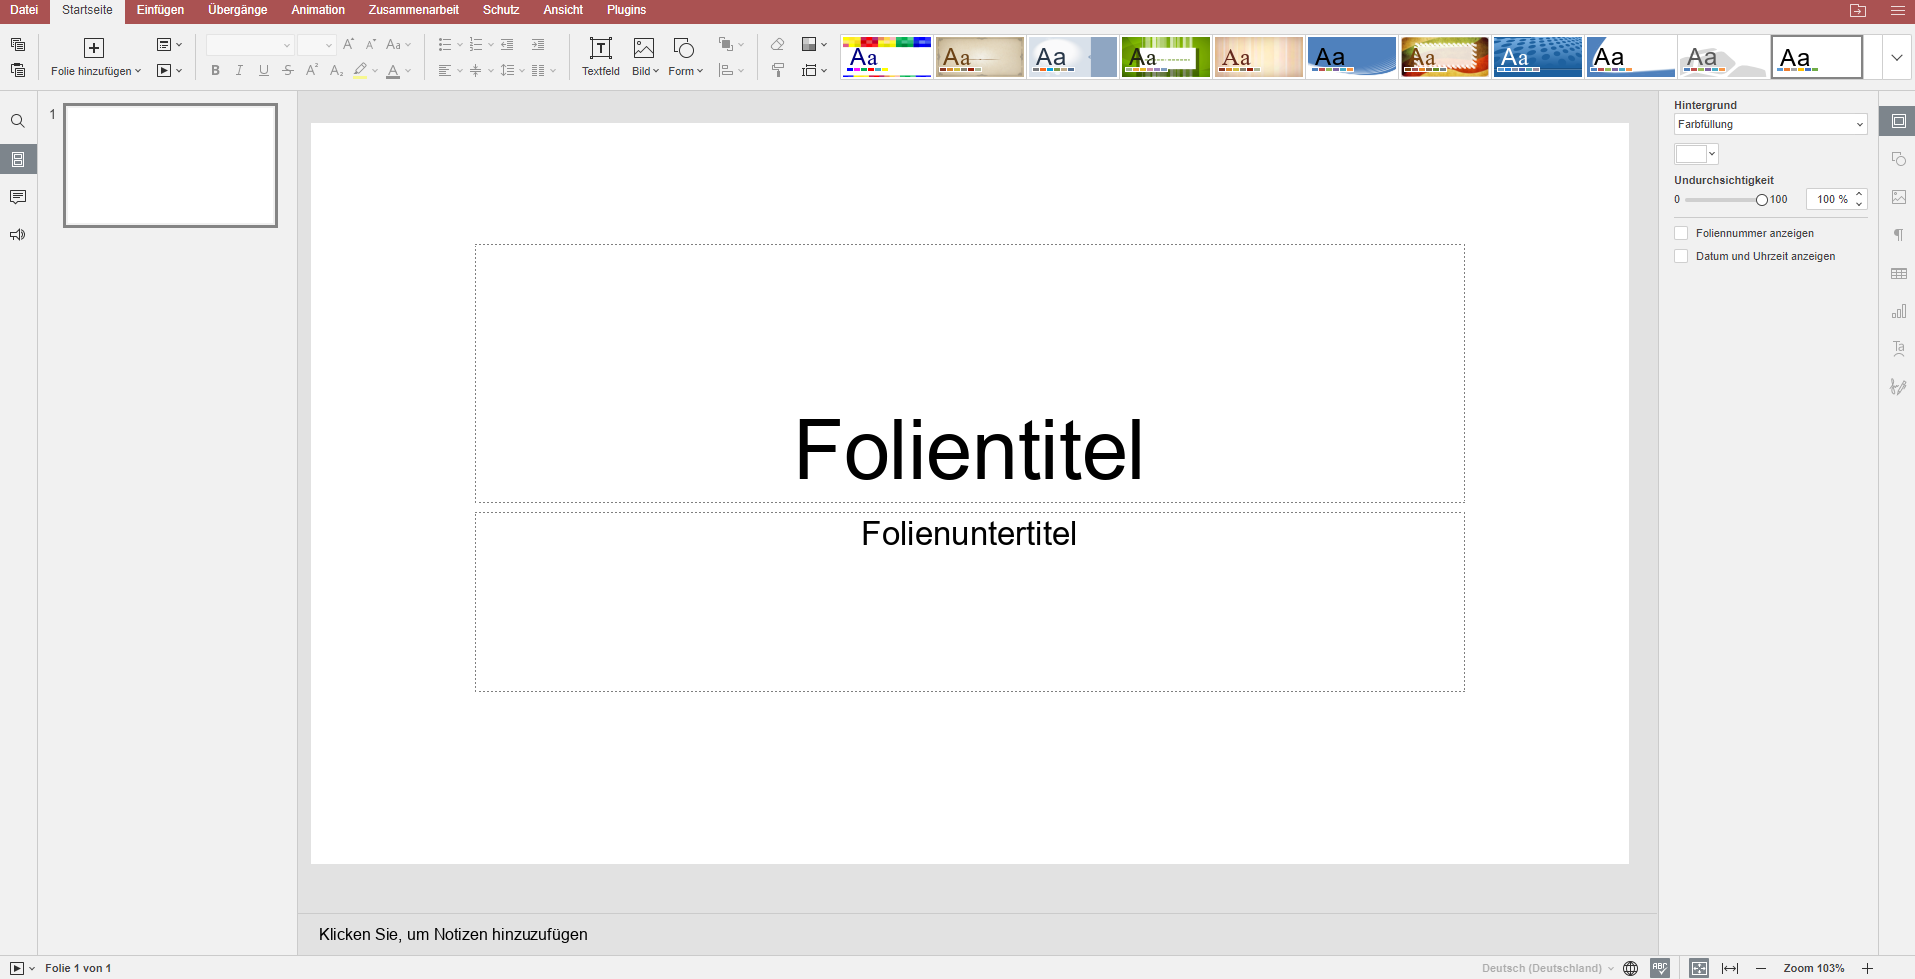 Datei Startseite Einfügen Übergänge Animation Zusammenarbeit Schutz Ansicht Plugins
Folie hinzufügen
Textfeld Bild Form
Aa Aa Aa Aa Aa Aa Aa Aa Aa Aa Aa
1
Folientitel
Folienuntertitel
Klicken Sie, um Notizen hinzuzufügen
Hintergrund
Farbfüllung
Undurchsichtigkeit
0 100 100 %
Foliennummer anzeigen
Datum und Uhrzeit anzeigen
Folie 1 von 1
Deutsch (Deutschland) Zoom 103%